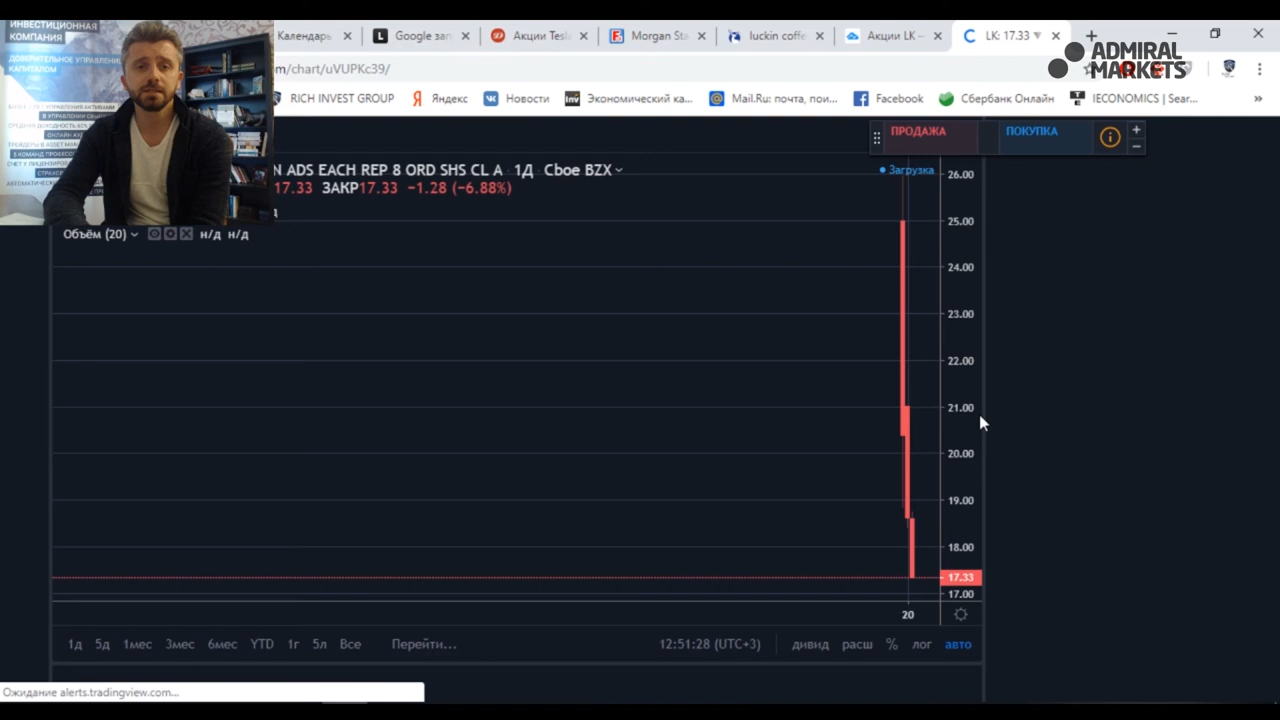 ИНВЕСТИЦИОННАЯ
КОМПАНИЯ
ДОВЕРИТЕЛЬНОЕ УПРАВЛЕНИЕ
КАПИТАЛОМ
Календарь
Google
Акции Tesla
Morgan Sta
luckin coffe
Акции LK –
LK: 17.33 ▼
ADMIRAL
MARKETS
om/chart/uVUPKc39/
RICH INVEST GROUP
Яндекс
Новости
Экономический ка...
Mail.Ru: почта, пои...
Facebook
Сбербанк Онлайн
IECONOMICS | Sear...
»
ПРОДАЖА
ПОКУПКА
N ADS EACH REP 8 ORD SHS CL A · 1Д · Cboe BZX
Загрузка
17.33 ЗАКР17.33 −1.28 (−6.88%)
Объём (20) н/д н/д
26.00
25.00
24.00
23.00
22.00
21.00
20.00
19.00
18.00
17.33
17.00
20
1д 5д 1мес 3мес 6мес YTD 1г 5л Все Перейти... 12:51:28 (UTC+3) дивид расш % лог авто
Ожидание alerts.tradingview.com...